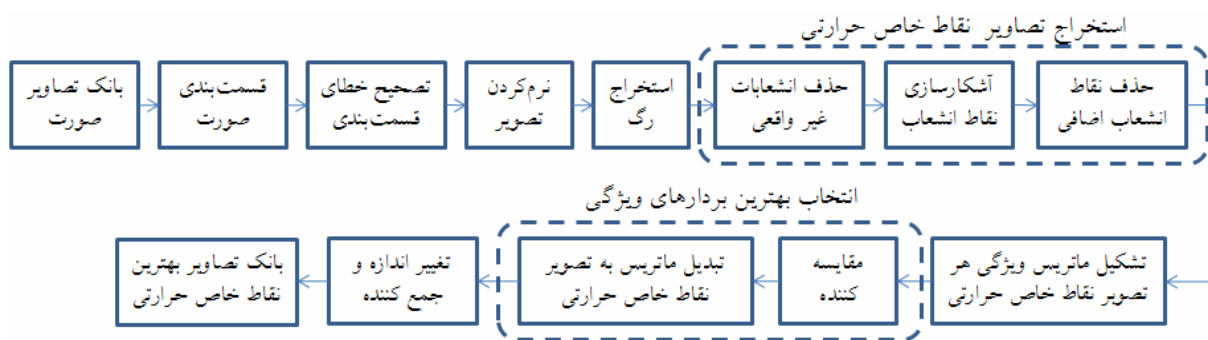 استخراج تصاویر نقاط خاص حرارتی
بانک تصاویر
صورت
قسمت‌بندی
صورت
تصحیح خطای
قسمت‌بندی
نرم‌کردن
تصویر
استخراج
رگ
حذف انشعابات
غیر واقعی
آشکارسازی
نقاط انشعاب
حذف نقاط
انشعاب اضافی
انتخاب بهترین بردارهای ویژگی
تشکیل ماتریس ویژگی هر
تصویر نقاط خاص حرارتی
مقایسه
کننده
تبدیل ماتریس به تصویر
نقاط خاص حرارتی
تغییر اندازه و
جمع کننده
بانک تصاویر بهترین
نقاط خاص حرارتی